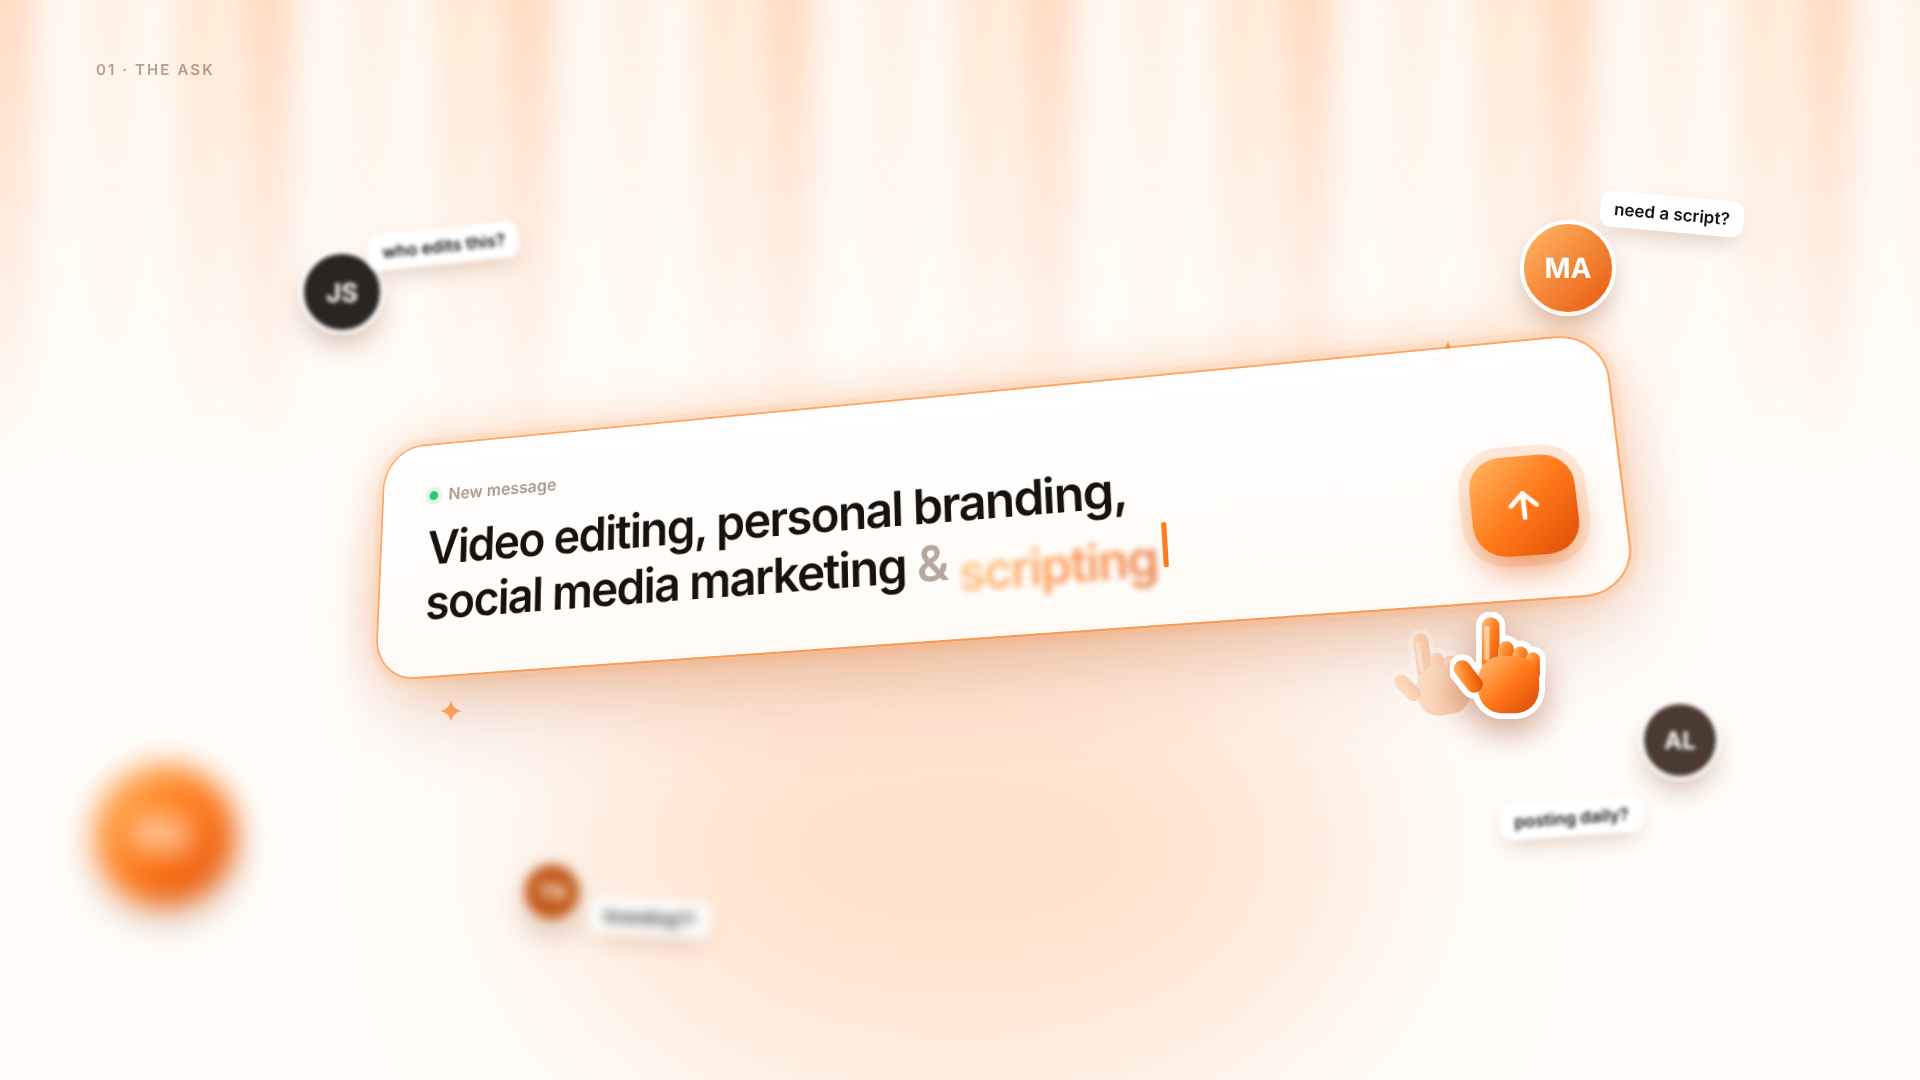 01 · THE ASK
who edits this?
JS
need a script?
MA
New message
Video editing, personal branding,
social media marketing & scripting
AL
posting daily?